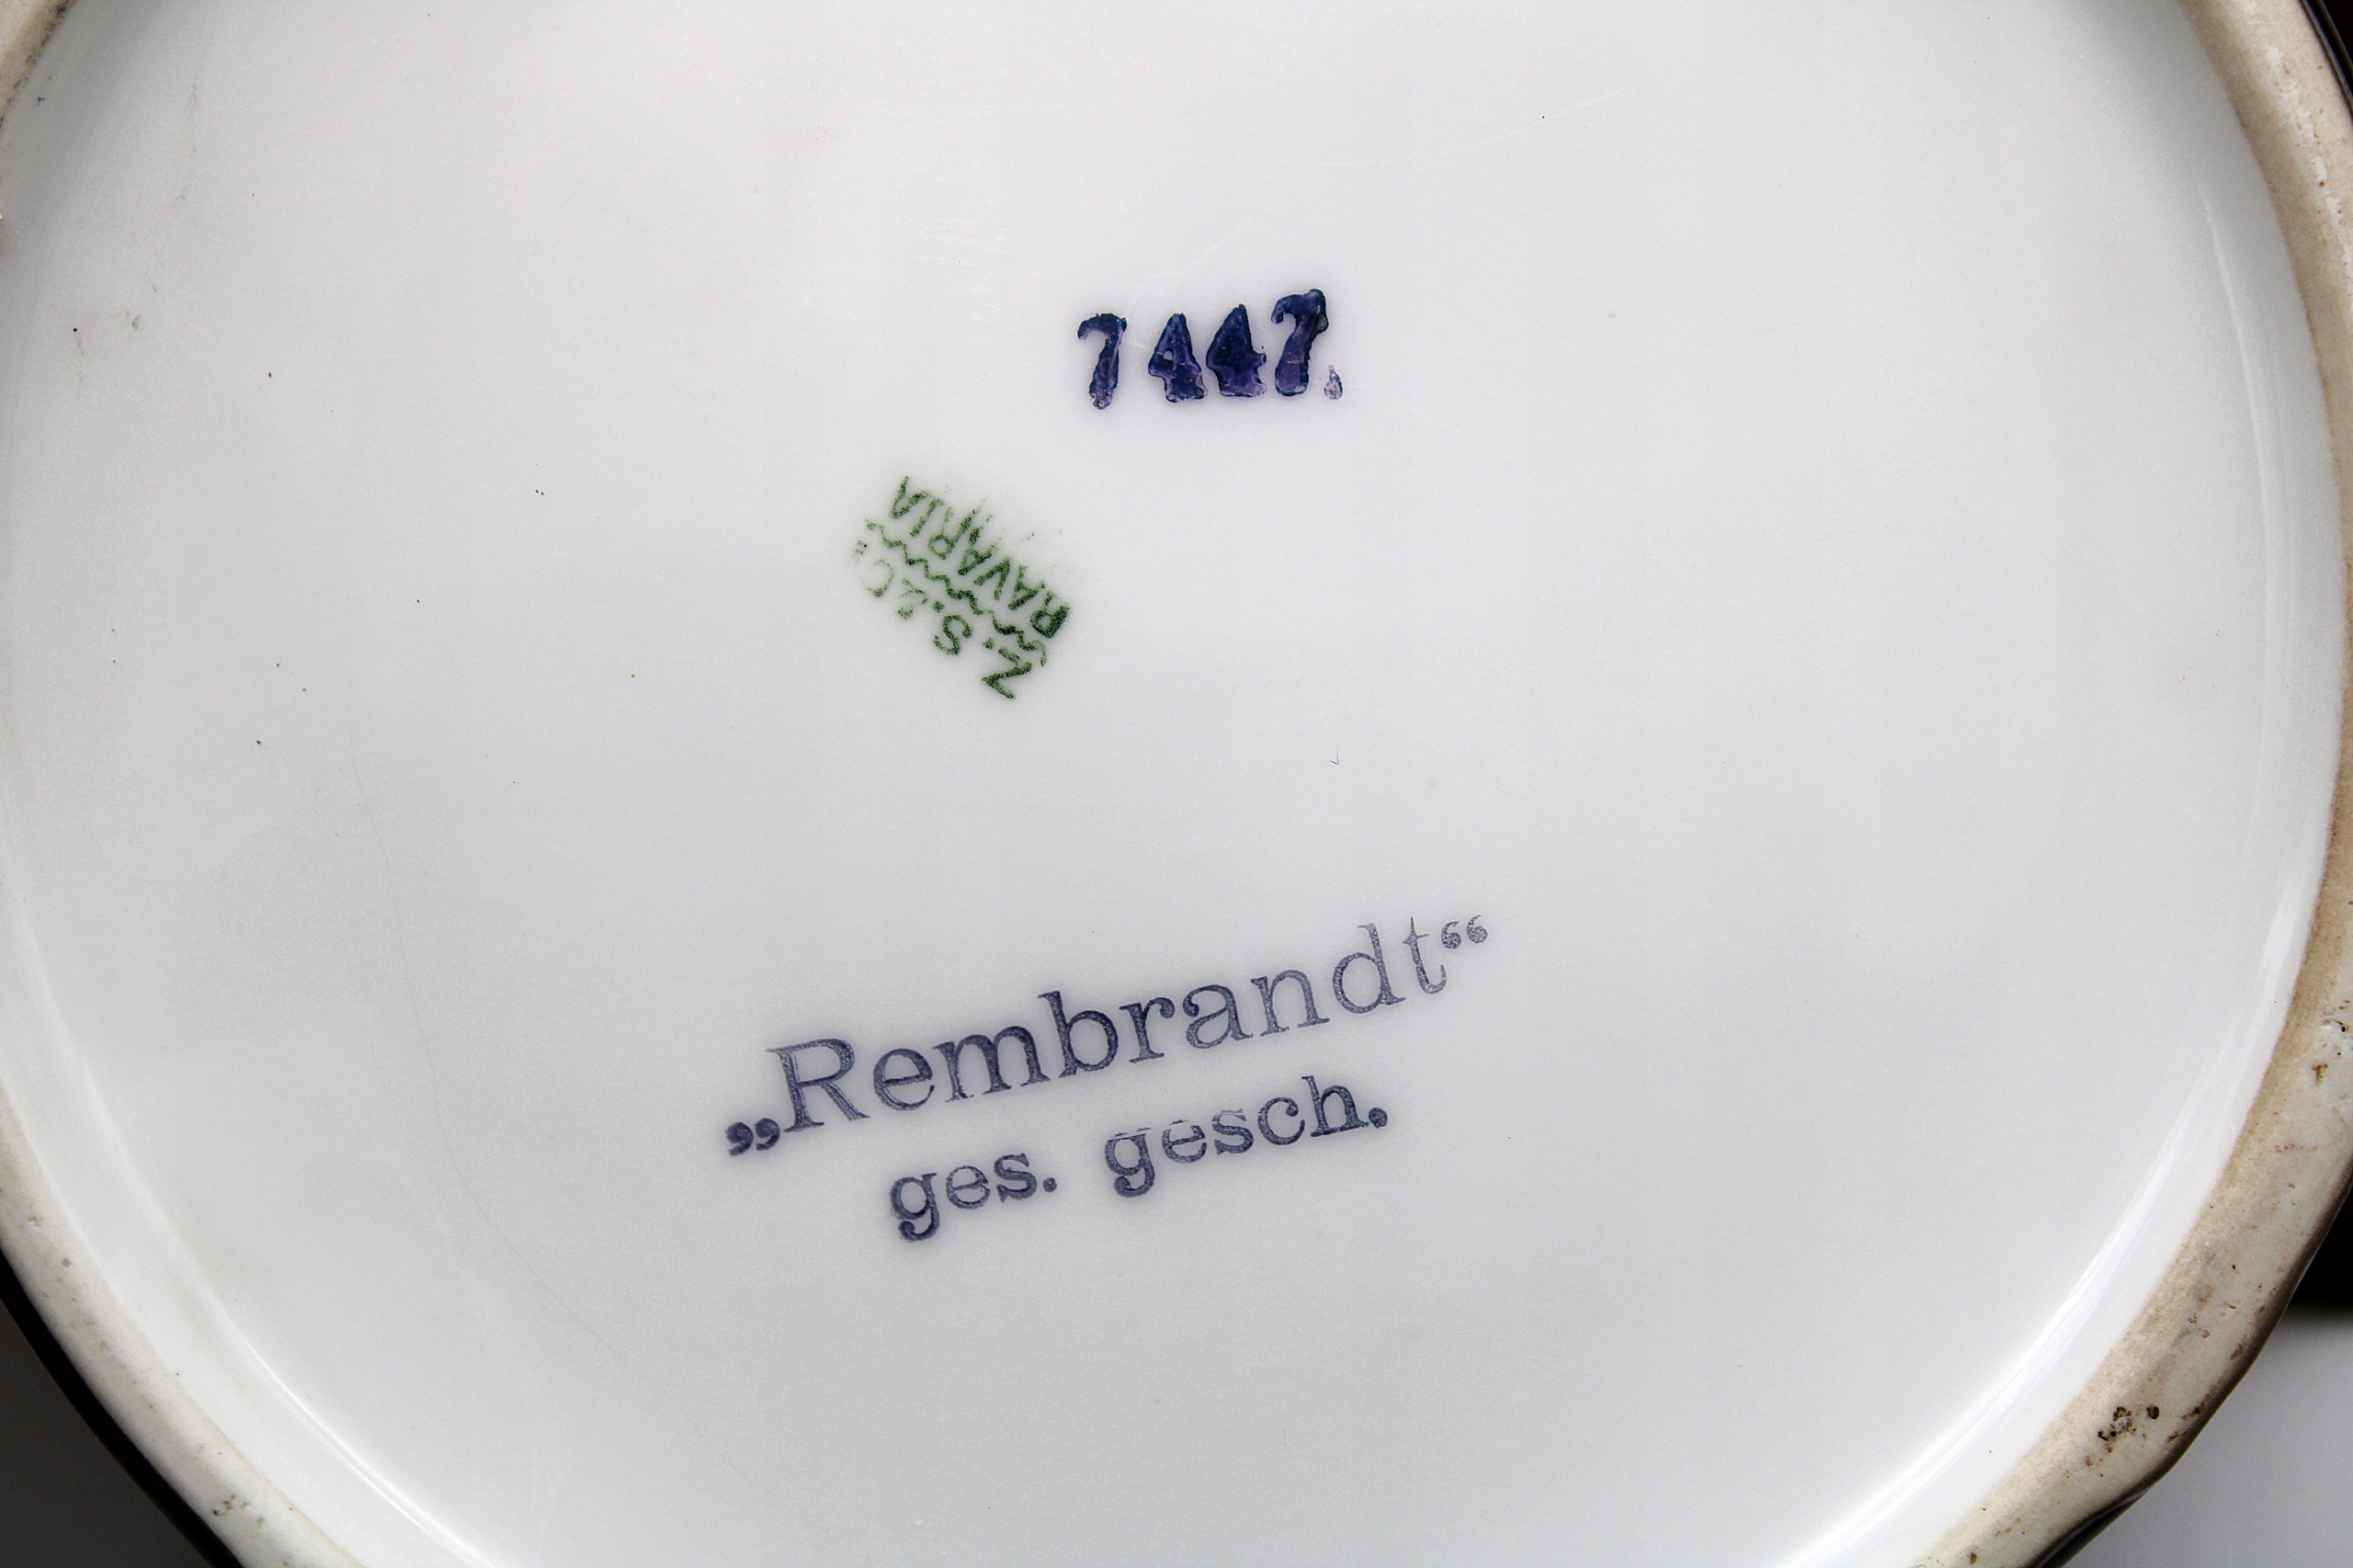 7447.
Z. S. & C.
BAVARIA
„Rembrandt“
ges. gesch.